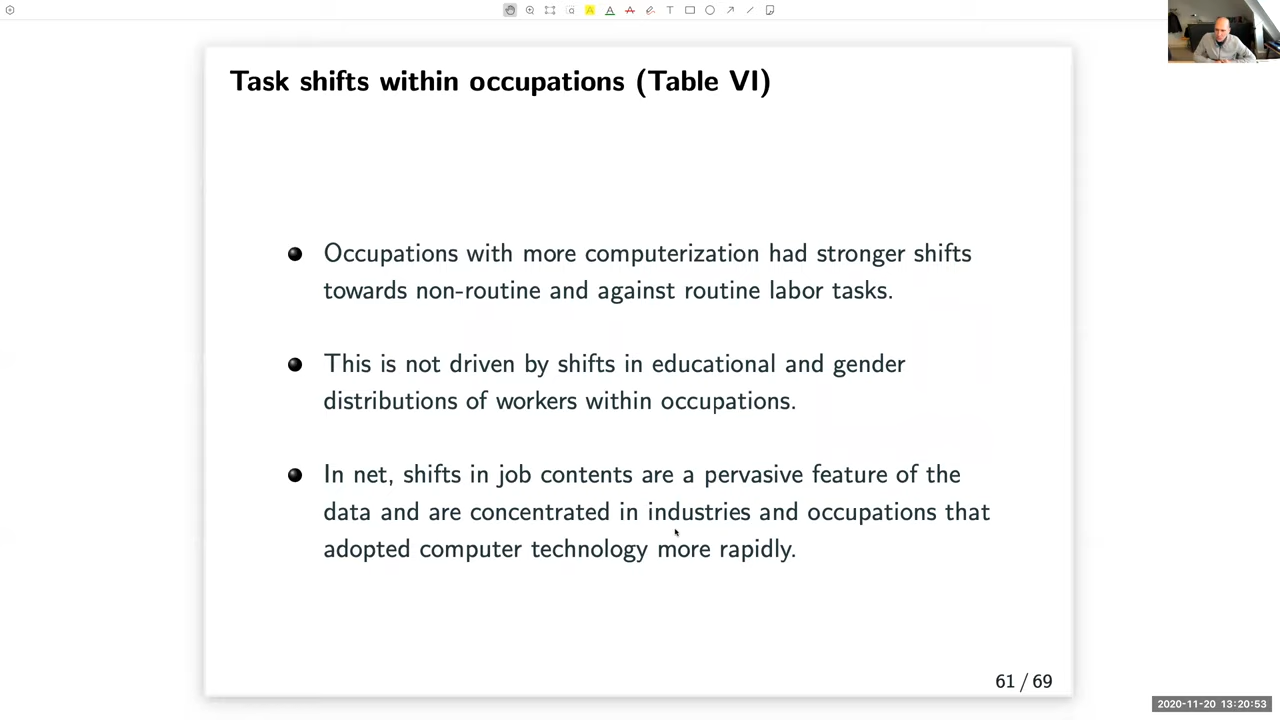 Task shifts within occupations (Table VI)
Occupations with more computerization had stronger shifts
towards non-routine and against routine labor tasks.
This is not driven by shifts in educational and gender
distributions of workers within occupations.
In net, shifts in job contents are a pervasive feature of the
data and are concentrated in industries and occupations that
adopted computer technology more rapidly.
61 / 69
2020-11-20 13:20:53